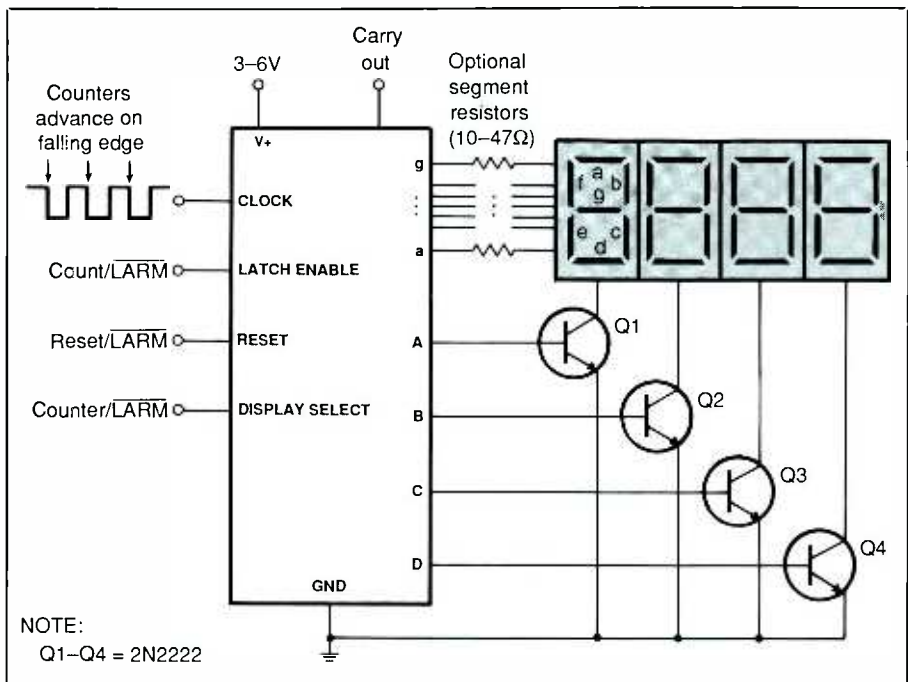 3–6V
Carry
out
Optional
segment
resistors
(10–47Ω)
Counters
advance on
falling edge
V+
CLOCK
Count/LARM
LATCH ENABLE
Reset/LARM
RESET
Counter/LARM
DISPLAY SELECT
GND
g
a
A
B
C
D
a
f
b
g
e
c
d
Q1
Q2
Q3
Q4
NOTE:
Q1–Q4 = 2N2222